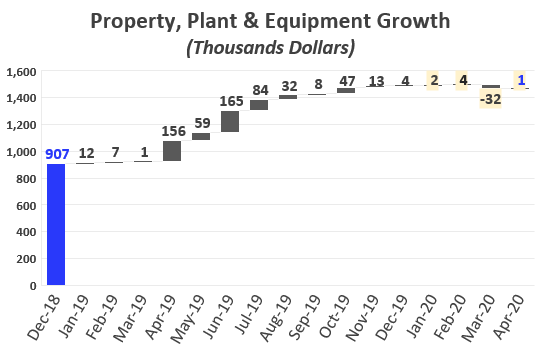 Property, Plant & Equipment Growth
(Thousands Dollars)
1,600
1,400
1,200
1,000
800
600
400
200
0
907 12 7 1 156 59 165 84 32 8 47 13 4 2 4 -32 1
Dec-18 Jan-19 Feb-19 Mar-19 Apr-19 May-19 Jun-19 Jul-19 Aug-19 Sep-19 Oct-19 Nov-19 Dec-19 Jan-20 Feb-20 Mar-20 Apr-20